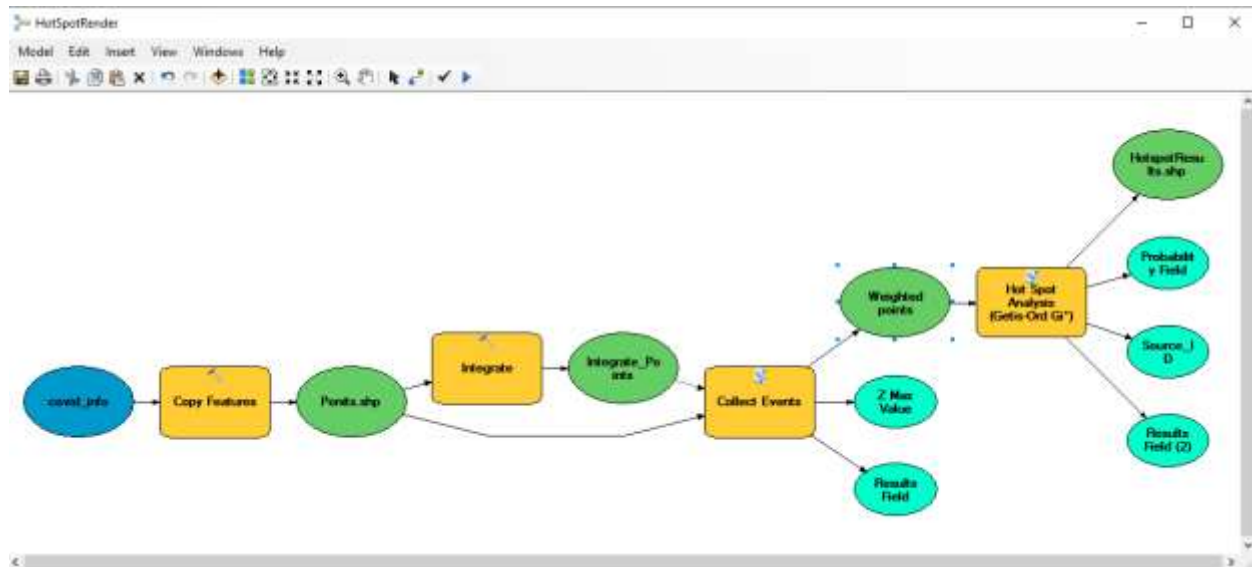 HotSpotRender
Model Edit Insert View Windows Help
HotspotResu
lts.shp
Probabilit
y Field
Weighted
points
Hot Spot
Analysis
(Getis-Ord Gi*)
Source_I
D
Integrate
Integrate_Po
ints
covid_info
Copy Features
Ponits.shp
Collect Events
Z Max
Value
Results
Field (2)
Results
Field